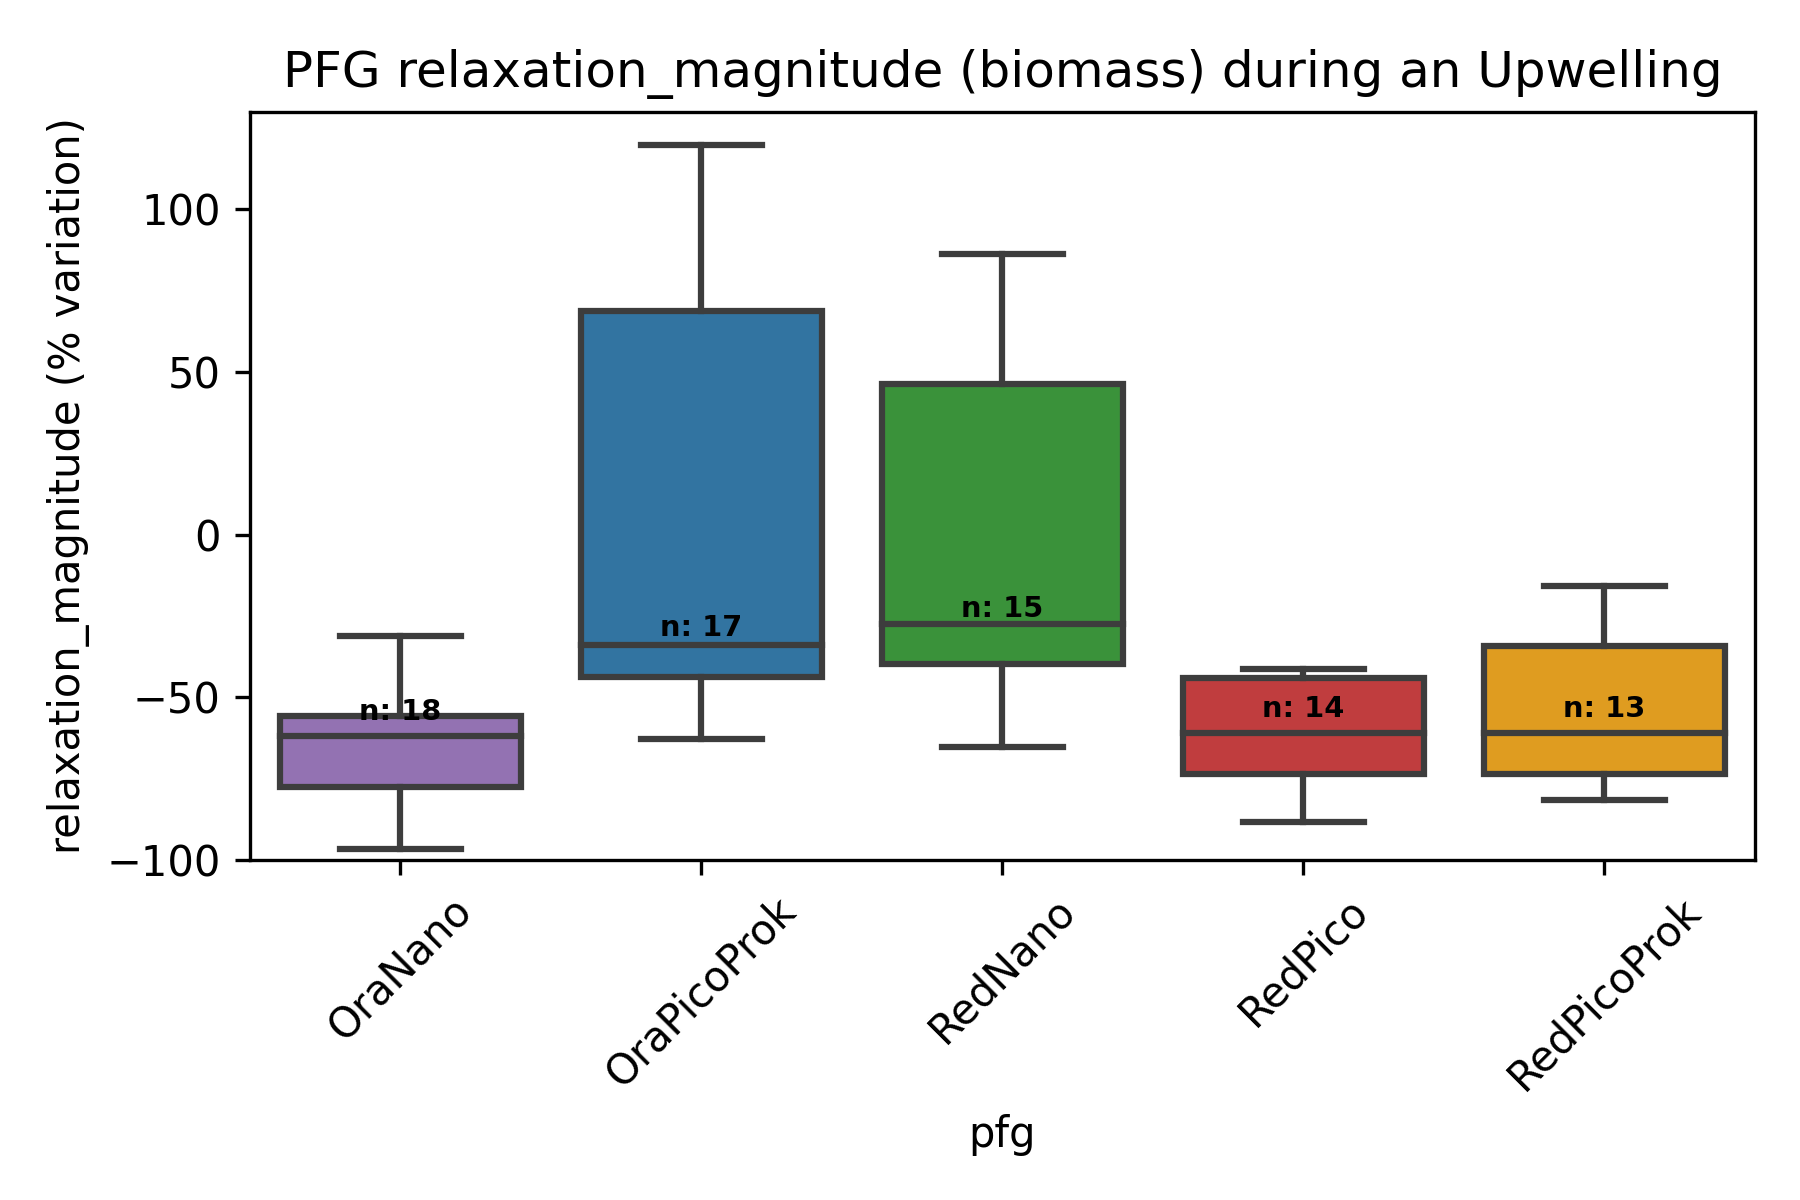 PFG relaxation_magnitude (biomass) during an Upwelling
relaxation_magnitude (% variation)
100
50
0
−50
−100
n: 18
n: 17
n: 15
n: 14
n: 13
OraNano
OraPicoProk
RedNano
RedPico
RedPicoProk
pfg